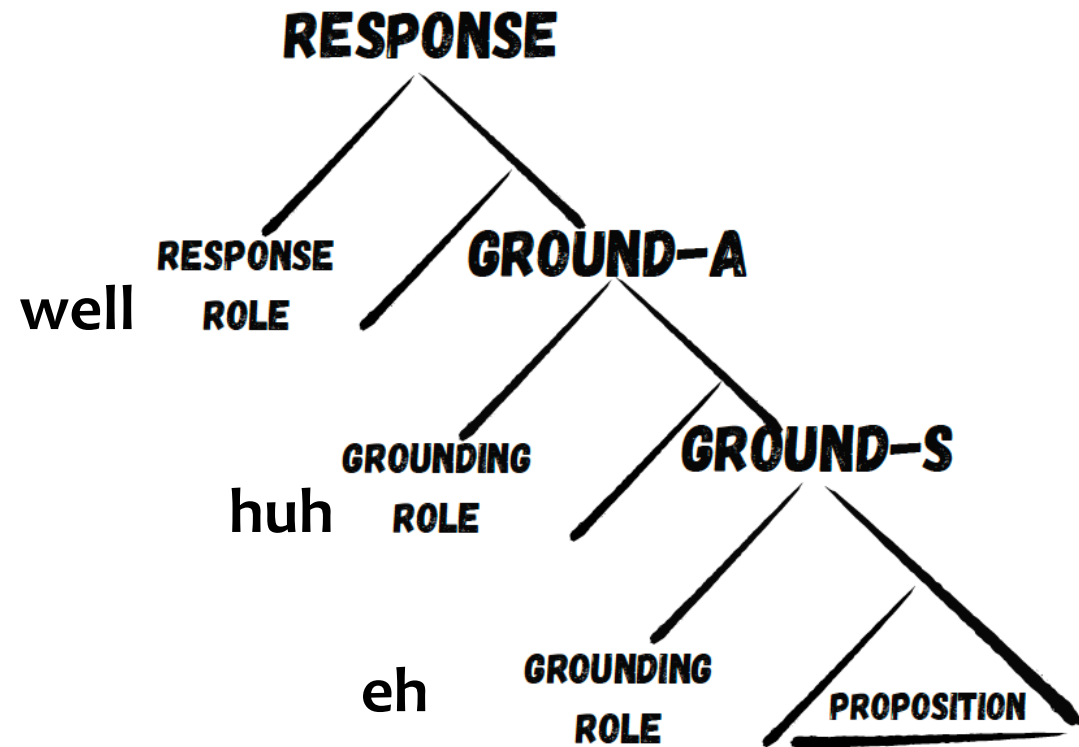 RESPONSE
RESPONSE
ROLE
well
GROUND-A
GROUNDING
ROLE
huh
GROUND-S
GROUNDING
ROLE
eh
PROPOSITION